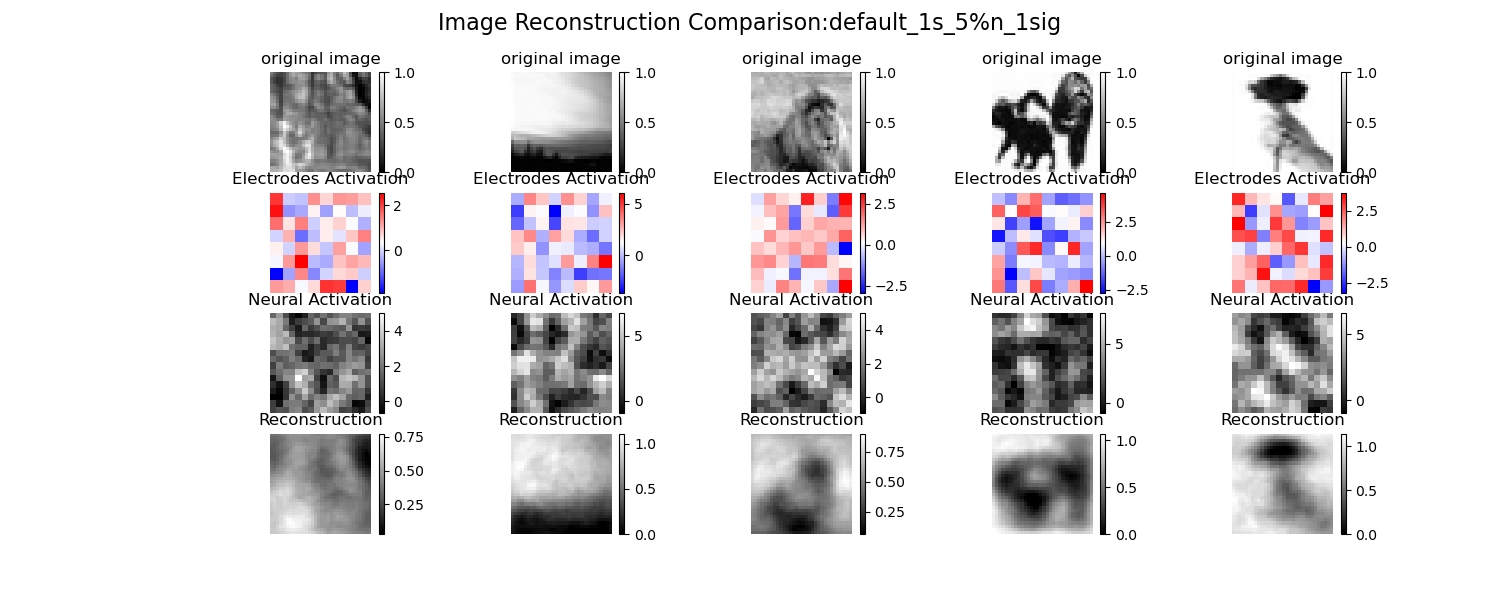 Image Reconstruction Comparison:default_1s_5%n_1sig
original image original image original image original image original image
1.0 1.0 1.0 1.0 1.0
0.5 0.5 0.5 0.5 0.5
0.0 0.0 0.0 0.0 0.0
Electrodes Activation Electrodes Activation Electrodes Activation Electrodes Activation Electrodes Activation
2 5 2.5 2.5 2.5
0 0 0.0 0.0 0.0
−2.5 −2.5 −2.5
Neural Activation Neural Activation Neural Activation Neural Activation Neural Activation
4 5 4 5 5
2 0 2 0 0
0 0
Reconstruction Reconstruction Reconstruction Reconstruction Reconstruction
0.75 1.0 0.75 1.0 1.0
0.50 0.5 0.50 0.5 0.5
0.25 0.0 0.25 0.0 0.0